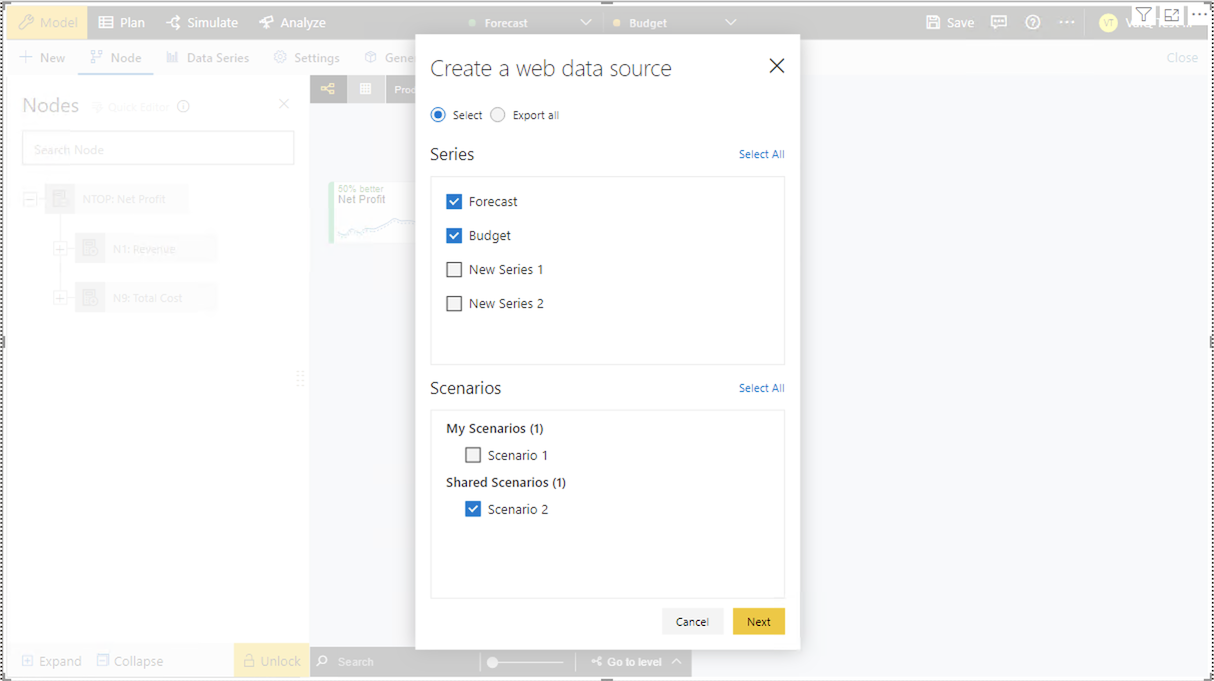 Model Plan Simulate Analyze Forecast Budget Save VT
New Node Data Series Settings Gene Close
Create a web data source
Nodes Quick Editor
Select Export all
Search Node
Series Select All
Forecast
Budget
New Series 1
New Series 2
Prod
50% better
Net Profit
NTOP: Net Profit
N1: Revenue
N9: Total Cost
Scenarios Select All
My Scenarios (1)
Scenario 1
Shared Scenarios (1)
Scenario 2
Cancel Next
Expand Collapse Unlock Search Go to level